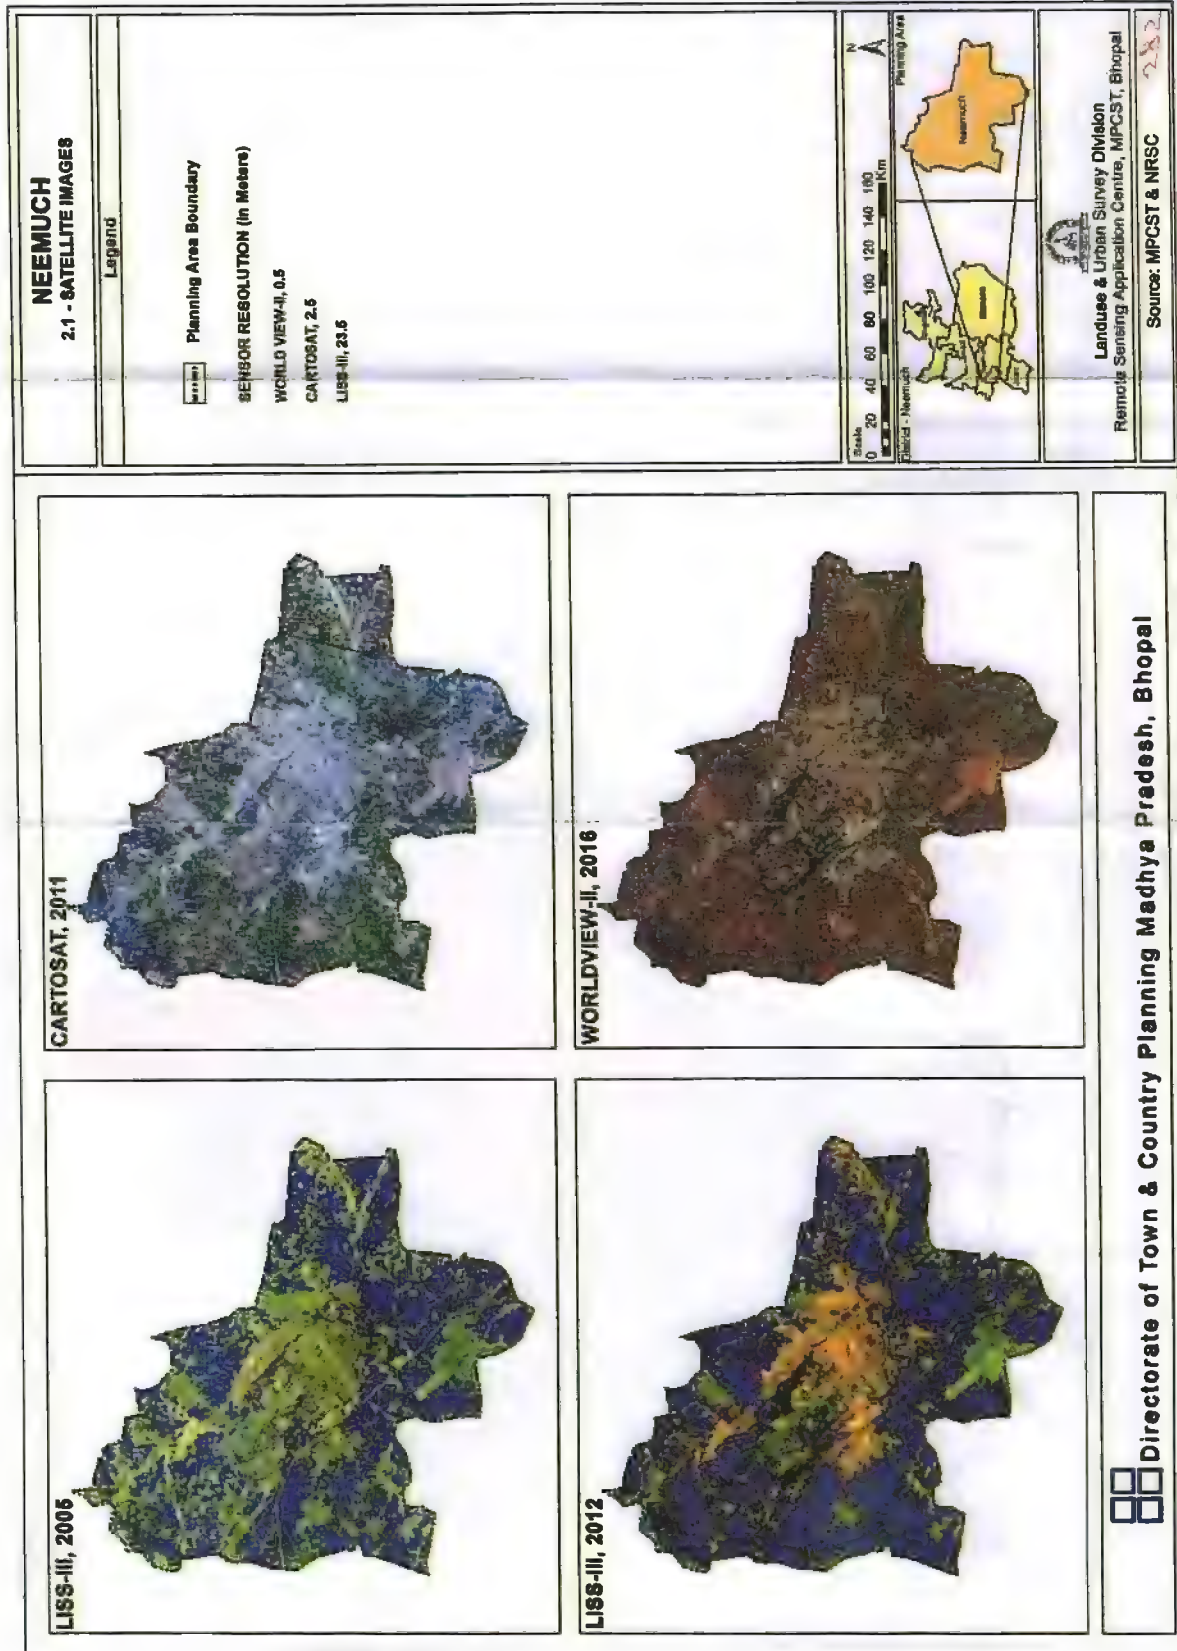 NEEMUCH
2.1 - SATELLITE IMAGES
Legend
Planning Area Boundary
SENSOR RESOLUTION (In Meters)
WORLD VIEW-II, 0.5
CARTOSAT, 2.5
LISS-III, 23.5
LISS-III, 2005
CARTOSAT, 2011
LISS-III, 2012
WORLDVIEW-II, 2016
Scale
0 20 40 60 80 100 120 140 160
Km
N
District - Neemuch
Planning Area
Neemuch
Landuse & Urban Survey Division
Remote Sensing Application Centre, MPCST, Bhopal
Source: MPCST & NRSC
282
Directorate of Town & Country Planning Madhya Pradesh, Bhopal